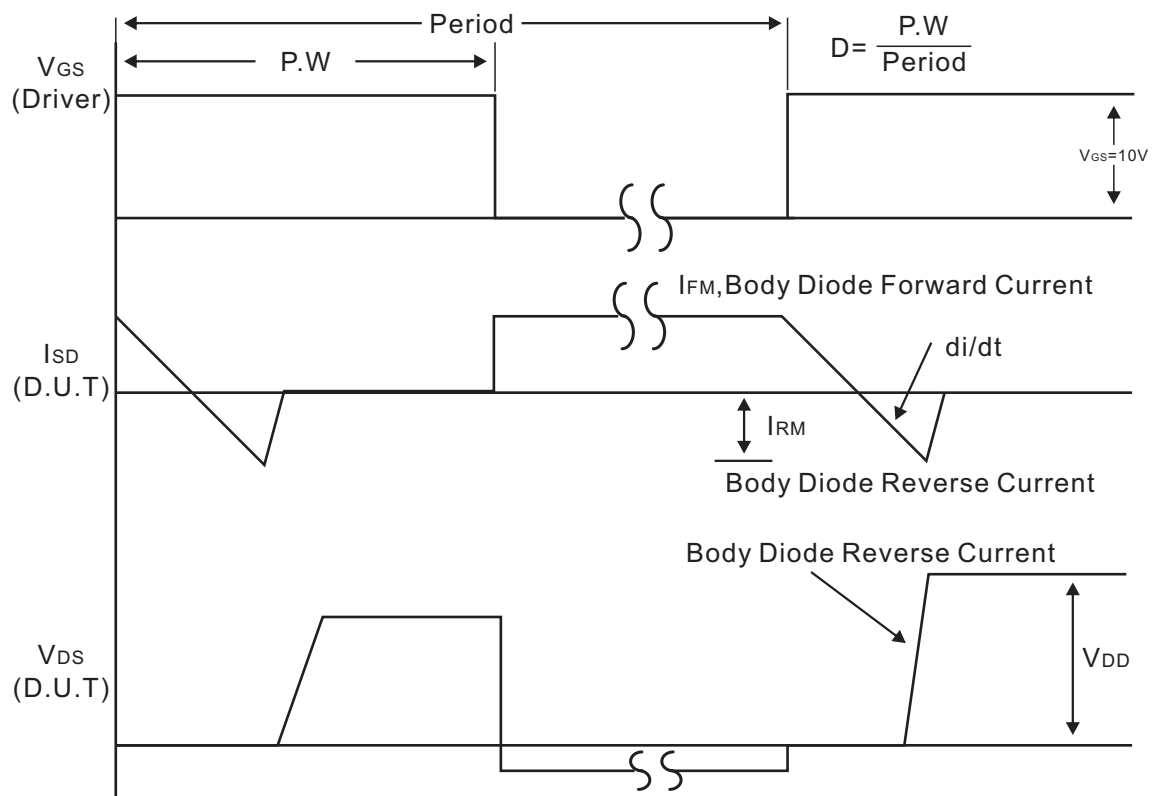 Period
P.W
D= P.W
Period
VGS
(Driver)
VGS=10V
IFM,Body Diode Forward Current
ISD
(D.U.T)
di/dt
IRM
Body Diode Reverse Current
Body Diode Reverse Current
VDS
(D.U.T)
VDD